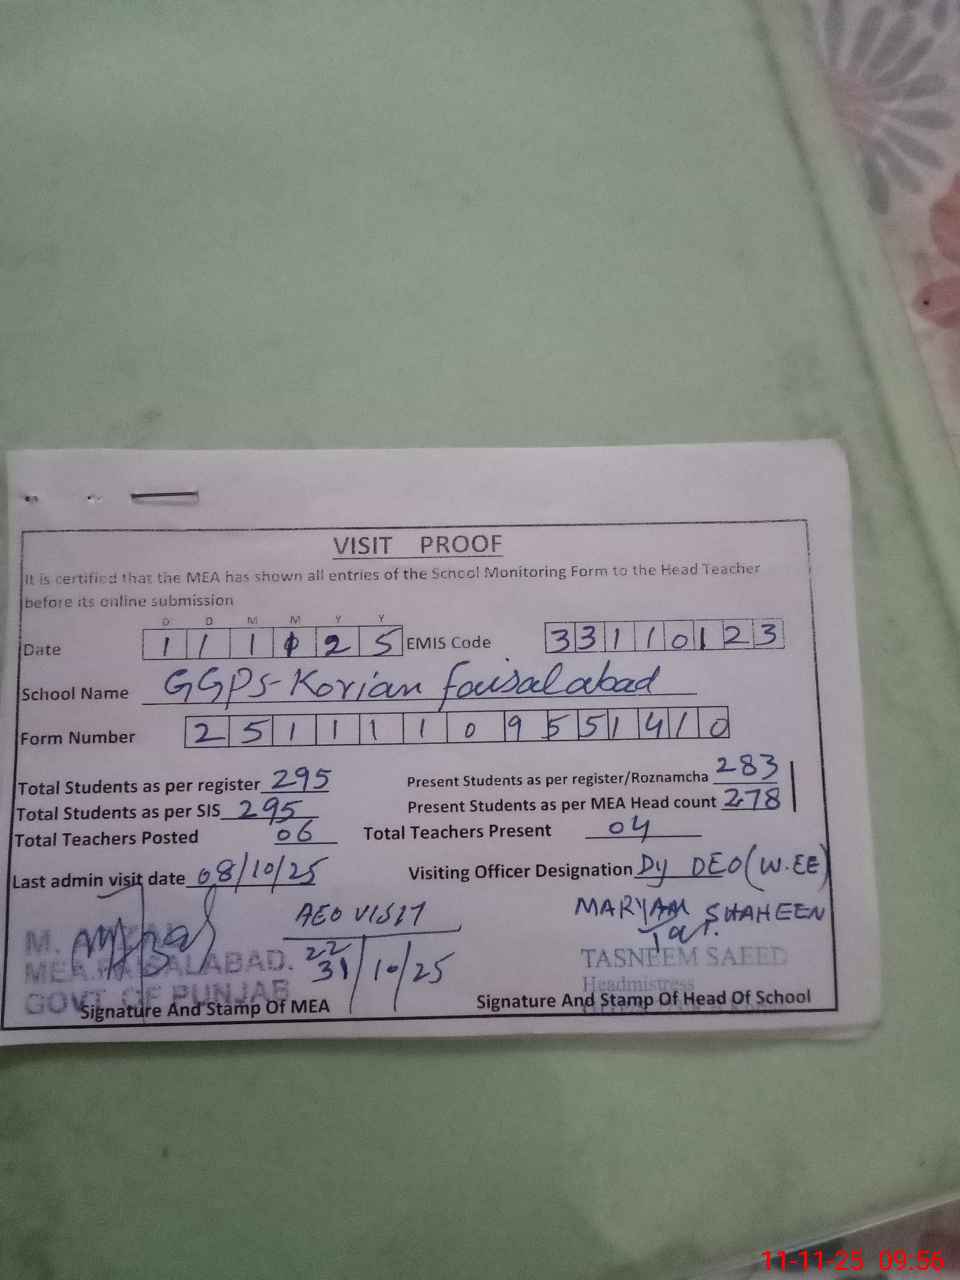 VISIT PROOF
It is certified that the MEA has shown all entries of the School Monitoring Form to the Head Teacher
before its online submission
D D M M Y Y
Date 1 1 1 1 2 5 EMIS Code 3 3 1 1 0 1 2 3
School Name GGPS-Korian Faisalabad
Form Number 2 5 1 1 1 1 0 9 5 5 1 4 1 0
Total Students as per register 295 Present Students as per register/Roznamcha 283
Total Students as per SIS 295 Present Students as per MEA Head count 278
Total Teachers Posted 06 Total Teachers Present 04
Last admin visit date 08/10/25 Visiting Officer Designation Dy DEO (W.EE)
AEO VISIT MARYAM SHAHEEN
22
31/10/25
M.
MEA.FAISALABAD. TASNEEM SAEED
GOVT. OF PUNJAB Headmistress
Signature And Stamp Of MEA Signature And Stamp Of Head Of School
11-11-25 09:56